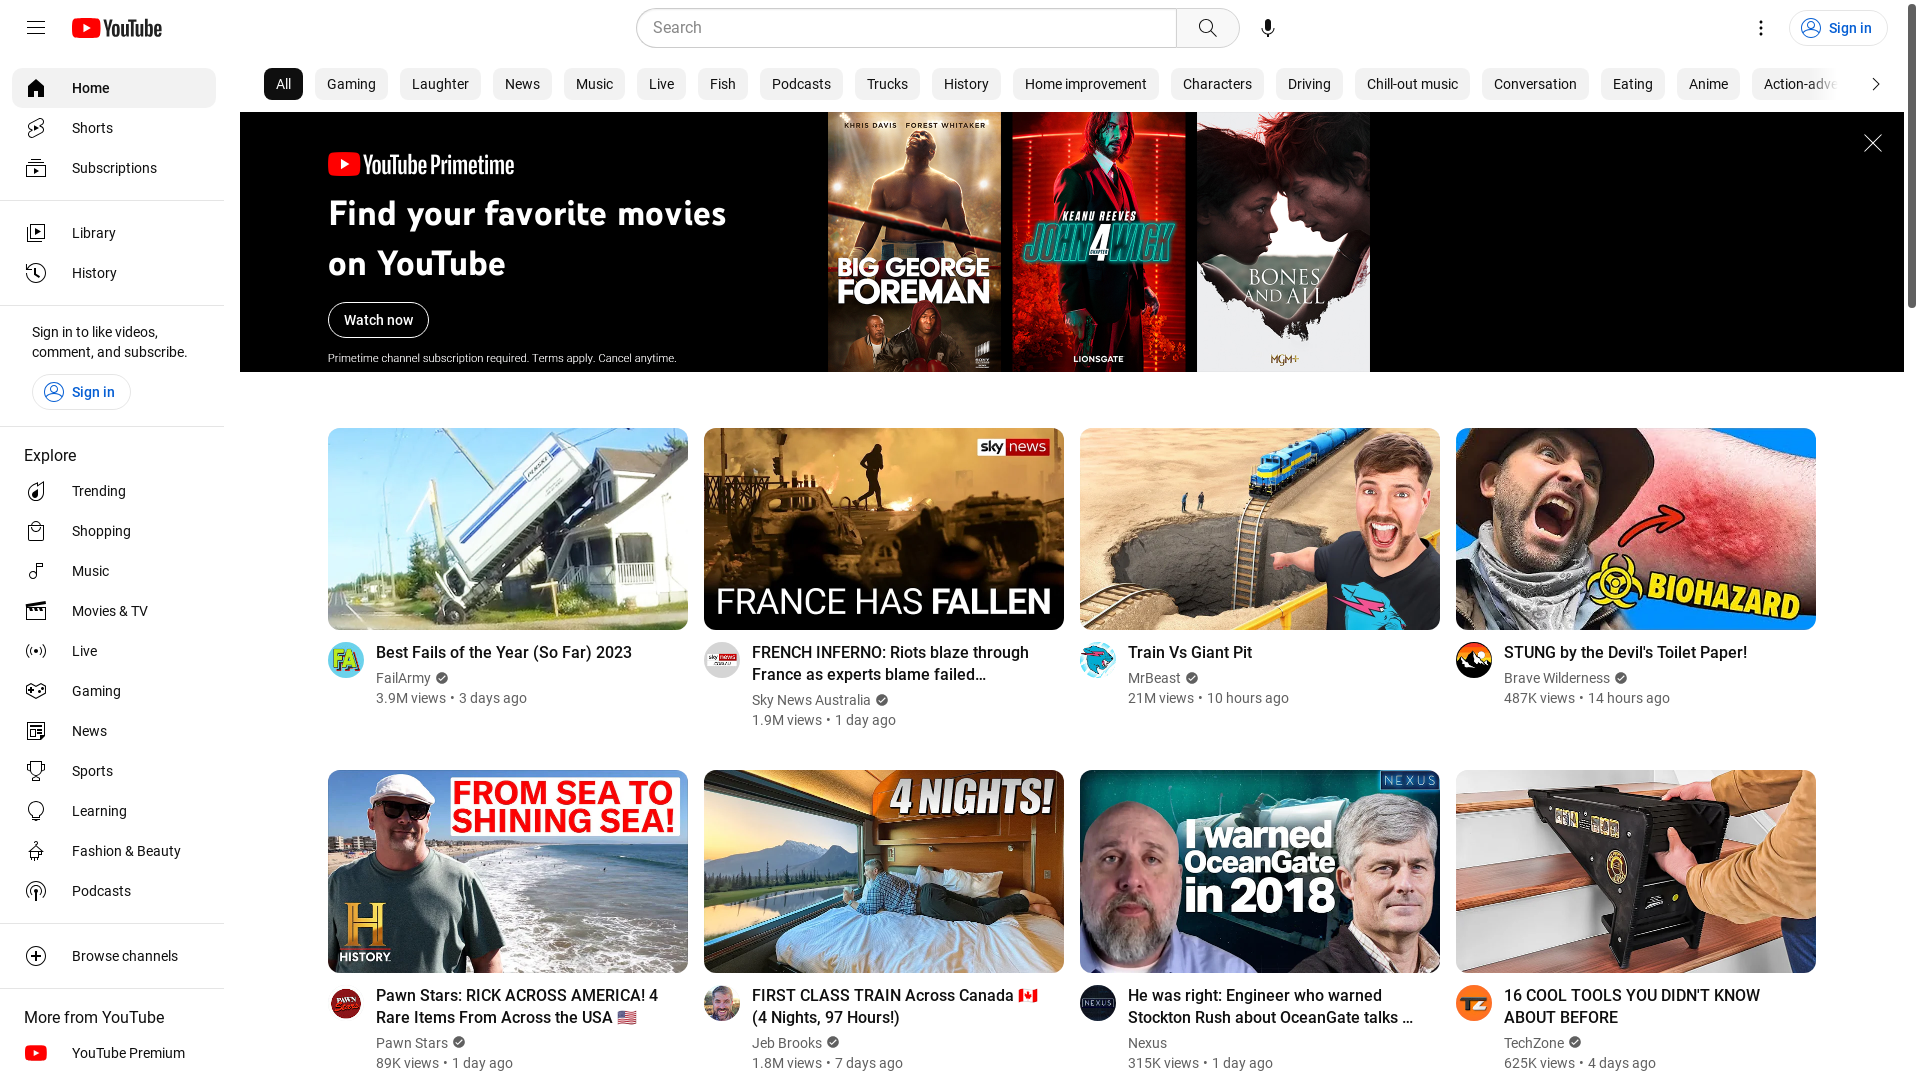 YouTube
Search
Sign in
Home
Shorts
Subscriptions
Library
History
Sign in to like videos,
comment, and subscribe.
Sign in
Explore
Trending
Shopping
Music
Movies & TV
Live
Gaming
News
Sports
Learning
Fashion & Beauty
Podcasts
Browse channels
More from YouTube
YouTube Premium
All
Gaming
Laughter
News
Music
Live
Fish
Podcasts
Trucks
History
Home improvement
Characters
Driving
Chill-out music
Conversation
Eating
Anime
Action-adve
YouTube Primetime
Find your favorite movies
on YouTube
Watch now
Primetime channel subscription required. Terms apply. Cancel anytime.
KHRIS DAVIS FOREST WHITAKER
BIG GEORGE
FOREMAN
KEANU REEVES
JOHN WICK
4
CHAPTER
LIONSGATE
BONES
AND ALL
MGM+
PENSKE
FA
Best Fails of the Year (So Far) 2023
FailArmy
3.9M views • 3 days ago
sky news
FRANCE HAS FALLEN
sky news
FRENCH INFERNO: Riots blaze through
France as experts blame failed…
Sky News Australia
1.9M views • 1 day ago
Train Vs Giant Pit
MrBeast
21M views • 10 hours ago
BIOHAZARD
STUNG by the Devil's Toilet Paper!
Brave Wilderness
487K views • 14 hours ago
FROM SEA TO
SHINING SEA!
H
HISTORY
PAWN
Stars
Pawn Stars: RICK ACROSS AMERICA! 4
Rare Items From Across the USA 🇺🇸
Pawn Stars
89K views • 1 day ago
4 NIGHTS!
FIRST CLASS TRAIN Across Canada 🇨🇦
(4 Nights, 97 Hours!)
Jeb Brooks
1.8M views • 7 days ago
NEXUS
I warned
OceanGate
in 2018
NEXUS
He was right: Engineer who warned
Stockton Rush about OceanGate talks …
Nexus
315K views • 1 day ago
TZ
16 COOL TOOLS YOU DIDN'T KNOW
ABOUT BEFORE
TechZone
625K views • 4 days ago